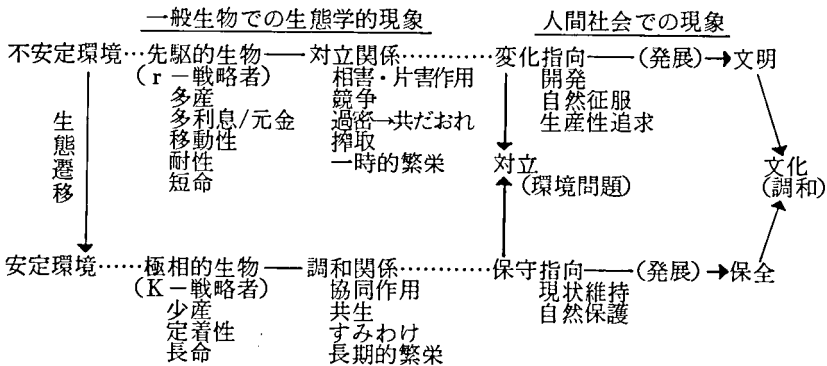 一般生物での生態学的現象 人間社会での現象
不安定環境…先駆的生物――対立関係………変化指向――(発展)→文明
(r－戦略者) 相害・片害作用 開発
多産 競争 自然征服
多利息/元金 過密→共だおれ 生産性追求
移動性 搾取
耐性 一時的繁栄
短命
生態遷移
対立
(環境問題)
文化
(調和)
安定環境……極相的生物――調和関係…………保守指向――(発展)→保全
(K－戦略者) 協同作用 現状維持
少産 共生 自然保護
定着性 すみわけ
長命 長期的繁栄